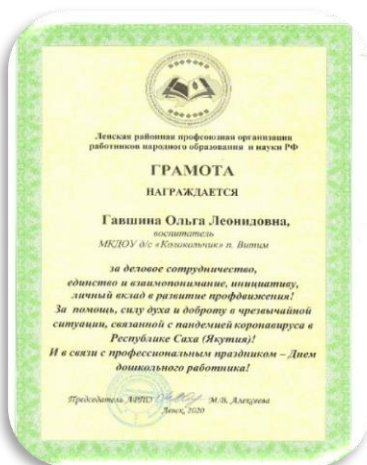 Ленская районная профсоюзная организация
работников народного образования и науки РФ
ГРАМОТА
НАГРАЖДАЕТСЯ
Гавшина Ольга Леонидовна,
воспитатель
МКДОУ д/с «Колокольчик» п. Витим
за деловое сотрудничество,
единство и взаимопонимание, инициативу,
личный вклад в развитие профдвижения!
За помощь, силу духа и доброту в чрезвычайной
ситуации, связанной с пандемией коронавируса в
Республике Саха (Якутия)!
И в связи с профессиональным праздником – Днем
дошкольного работника!
Председатель М.В. Алексеева
Ленск, 2020